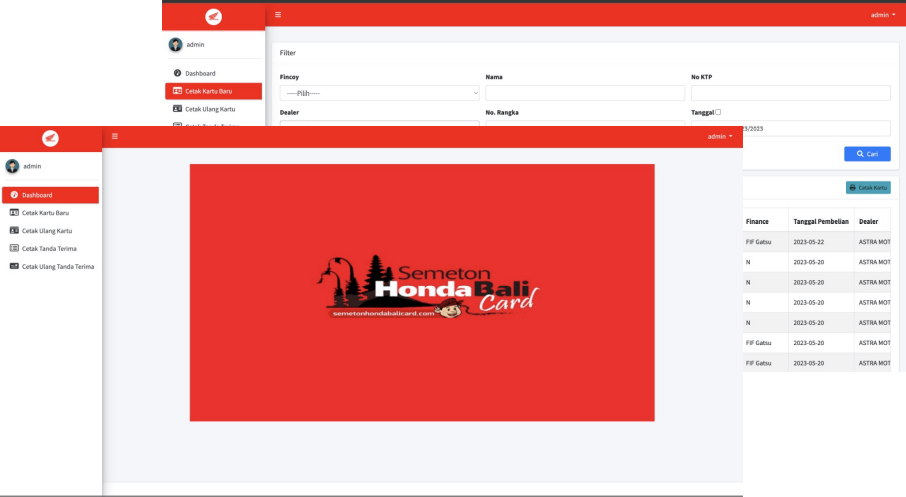 admin
admin
Dashboard
Cetak Kartu Baru
Cetak Ulang Kartu
Filter
Fincoy
Nama
No KTP
-----Pilih-----
Dealer
No. Rangka
Tanggal
3/2023
Cari
Cetak Kartu
Finance Tanggal Pembelian Dealer
FIF Gatsu 2023-05-22 ASTRA MOT
N 2023-05-20 ASTRA MOT
N 2023-05-20 ASTRA MOT
N 2023-05-20 ASTRA MOT
N 2023-05-20 ASTRA MOT
FIF Gatsu 2023-05-20 ASTRA MOT
FIF Gatsu 2023-05-20 ASTRA MOT
admin
admin
Dashboard
Cetak Kartu Baru
Cetak Ulang Kartu
Cetak Tanda Terima
Cetak Ulang Tanda Terima
Semeton
Honda Bali
Card
semetonhondabalicard.com